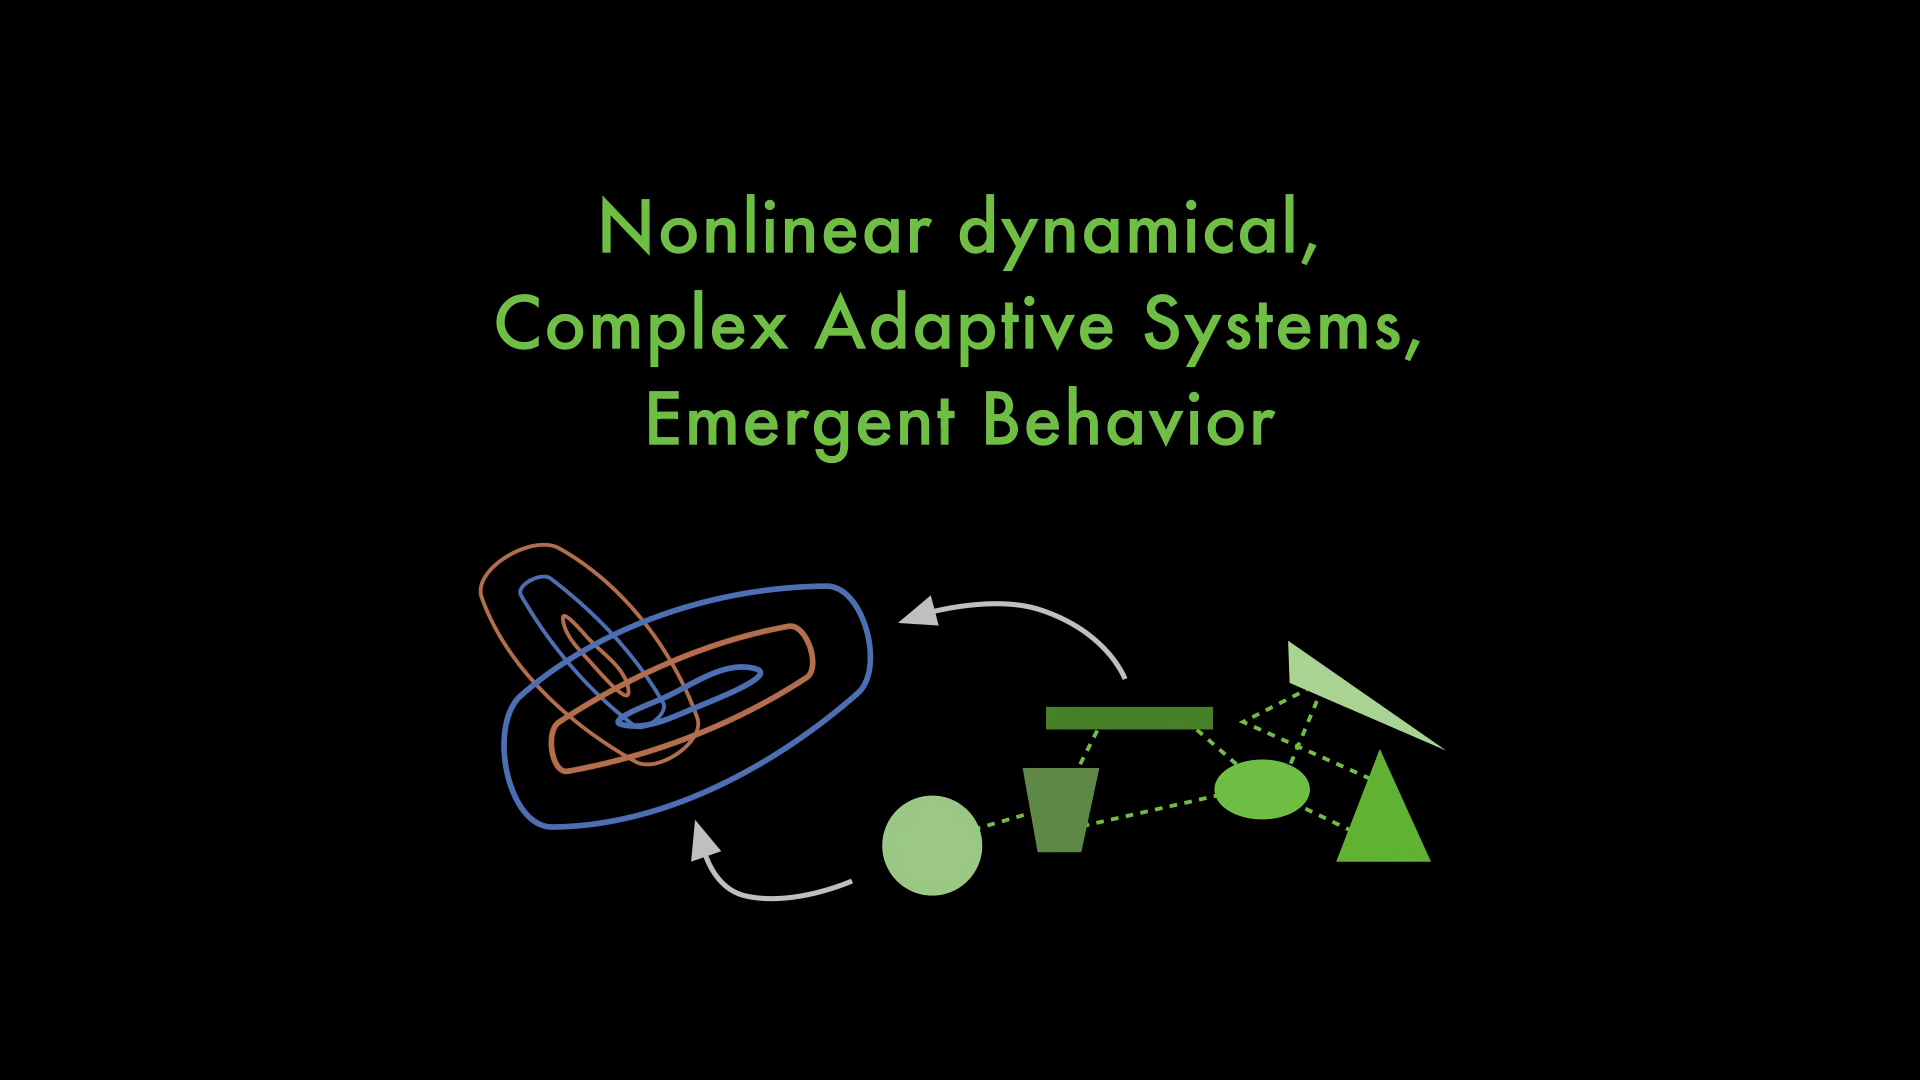 Nonlinear dynamical,
Complex Adaptive Systems,
Emergent Behavior